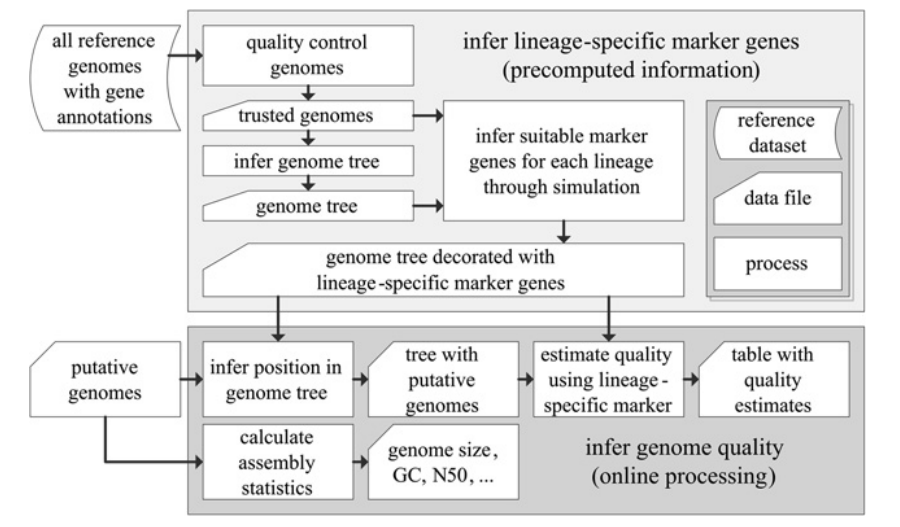 all reference
genomes
with gene
annotations
quality control
genomes
infer lineage-specific marker genes
(precomputed information)
trusted genomes
infer genome tree
genome tree
infer suitable marker
genes for each lineage
through simulation
reference
dataset
data file
process
genome tree decorated with
lineage-specific marker genes
putative
genomes
infer position in
genome tree
tree with
putative
genomes
estimate quality
using lineage-
specific marker
table with
quality
estimates
calculate
assembly
statistics
genome size,
GC, N50, ...
infer genome quality
(online processing)